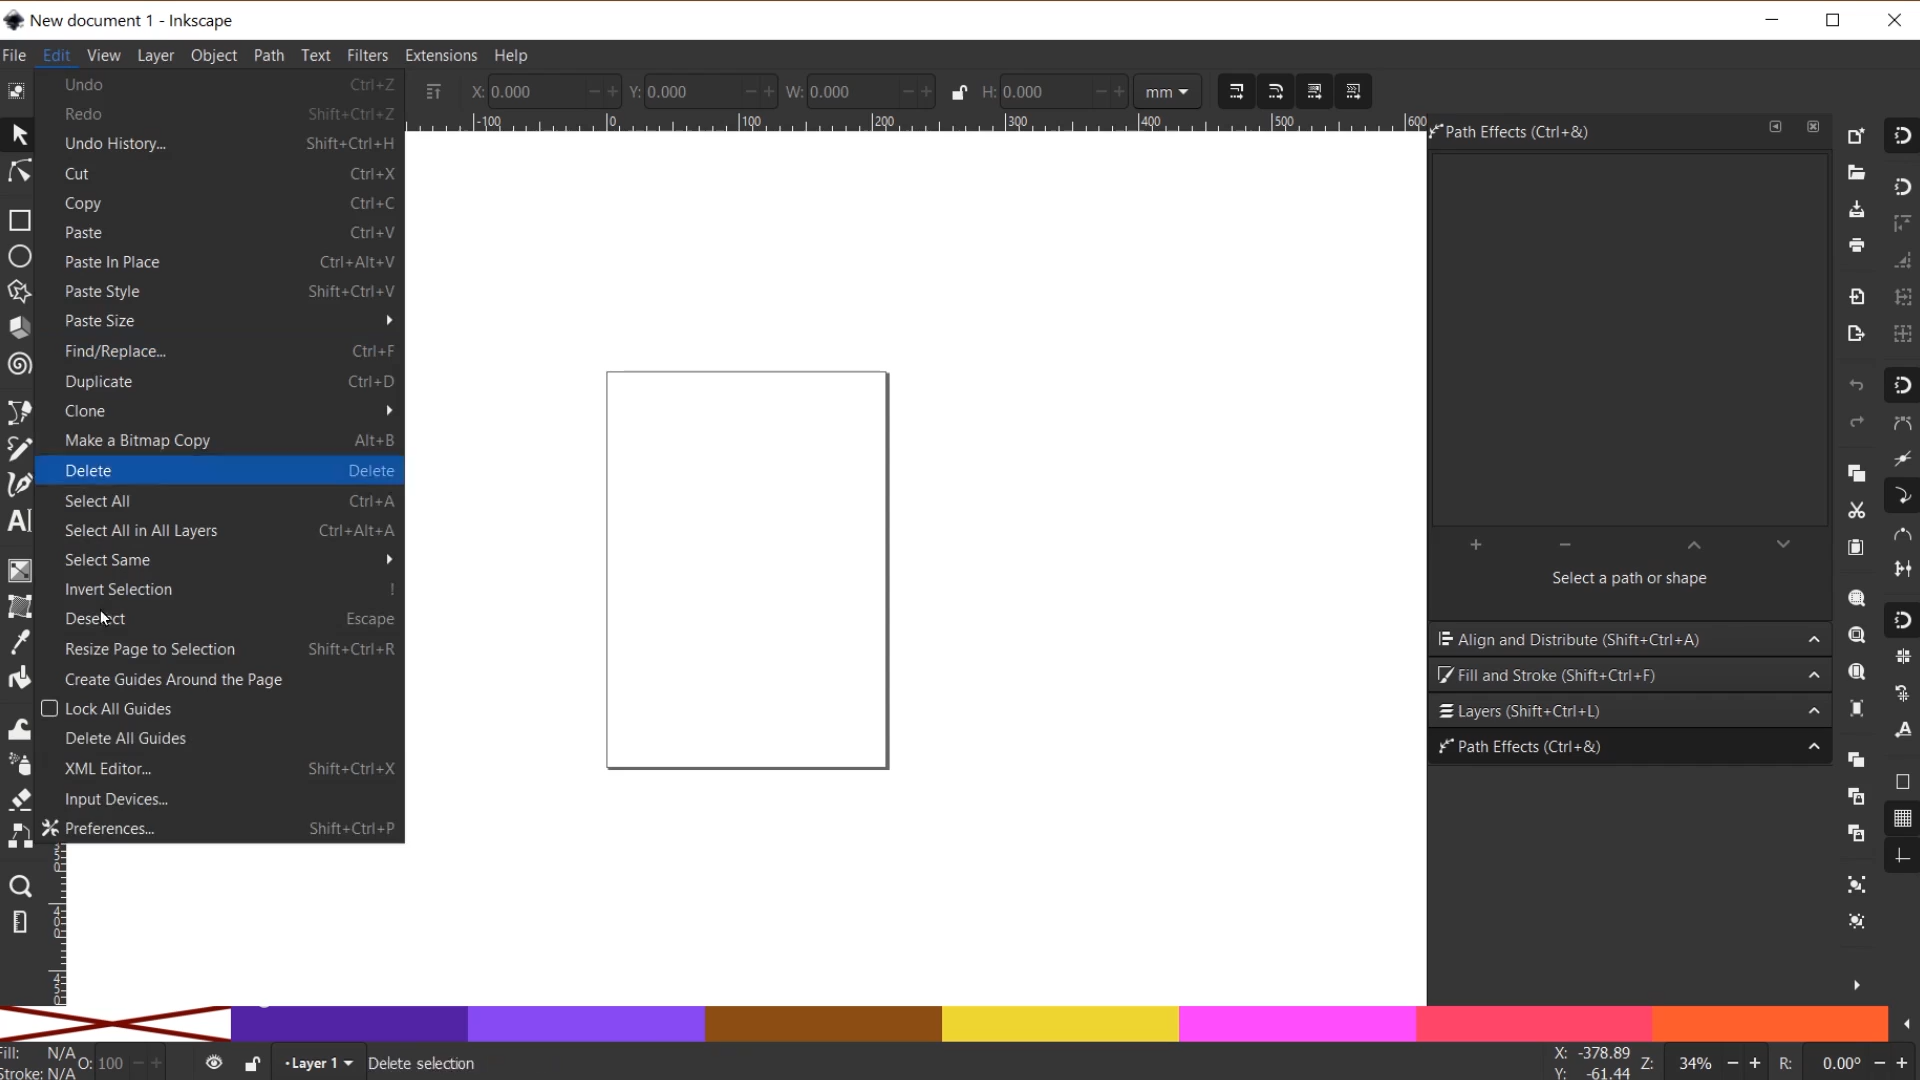 New document 1 - Inkscape
File Edit View Layer Object Path Text Filters Extensions Help
X: 0.000 Y: 0.000 W: 0.000 H: 0.000 mm
Undo Ctrl+Z
Redo Shift+Ctrl+Z
Undo History... Shift+Ctrl+H
Cut Ctrl+X
Copy Ctrl+C
Paste Ctrl+V
Paste In Place Ctrl+Alt+V
Paste Style Shift+Ctrl+V
Paste Size
Find/Replace... Ctrl+F
Duplicate Ctrl+D
Clone
Make a Bitmap Copy Alt+B
Delete Delete
Select All Ctrl+A
Select All in All Layers Ctrl+Alt+A
Select Same
Invert Selection !
Deselect Escape
Resize Page to Selection Shift+Ctrl+R
Create Guides Around the Page
Lock All Guides
Delete All Guides
XML Editor... Shift+Ctrl+X
Input Devices...
Preferences... Shift+Ctrl+P
-100 0 100 200 300 400 500 600
Path Effects (Ctrl+&)
Select a path or shape
Align and Distribute (Shift+Ctrl+A)
Fill and Stroke (Shift+Ctrl+F)
Layers (Shift+Ctrl+L)
Path Effects (Ctrl+&)
Fill: N/A
Stroke: N/A
O: 100
•Layer 1
Delete selection
X: -378.89
Y: -61.44
Z: 34%
R: 0.00°